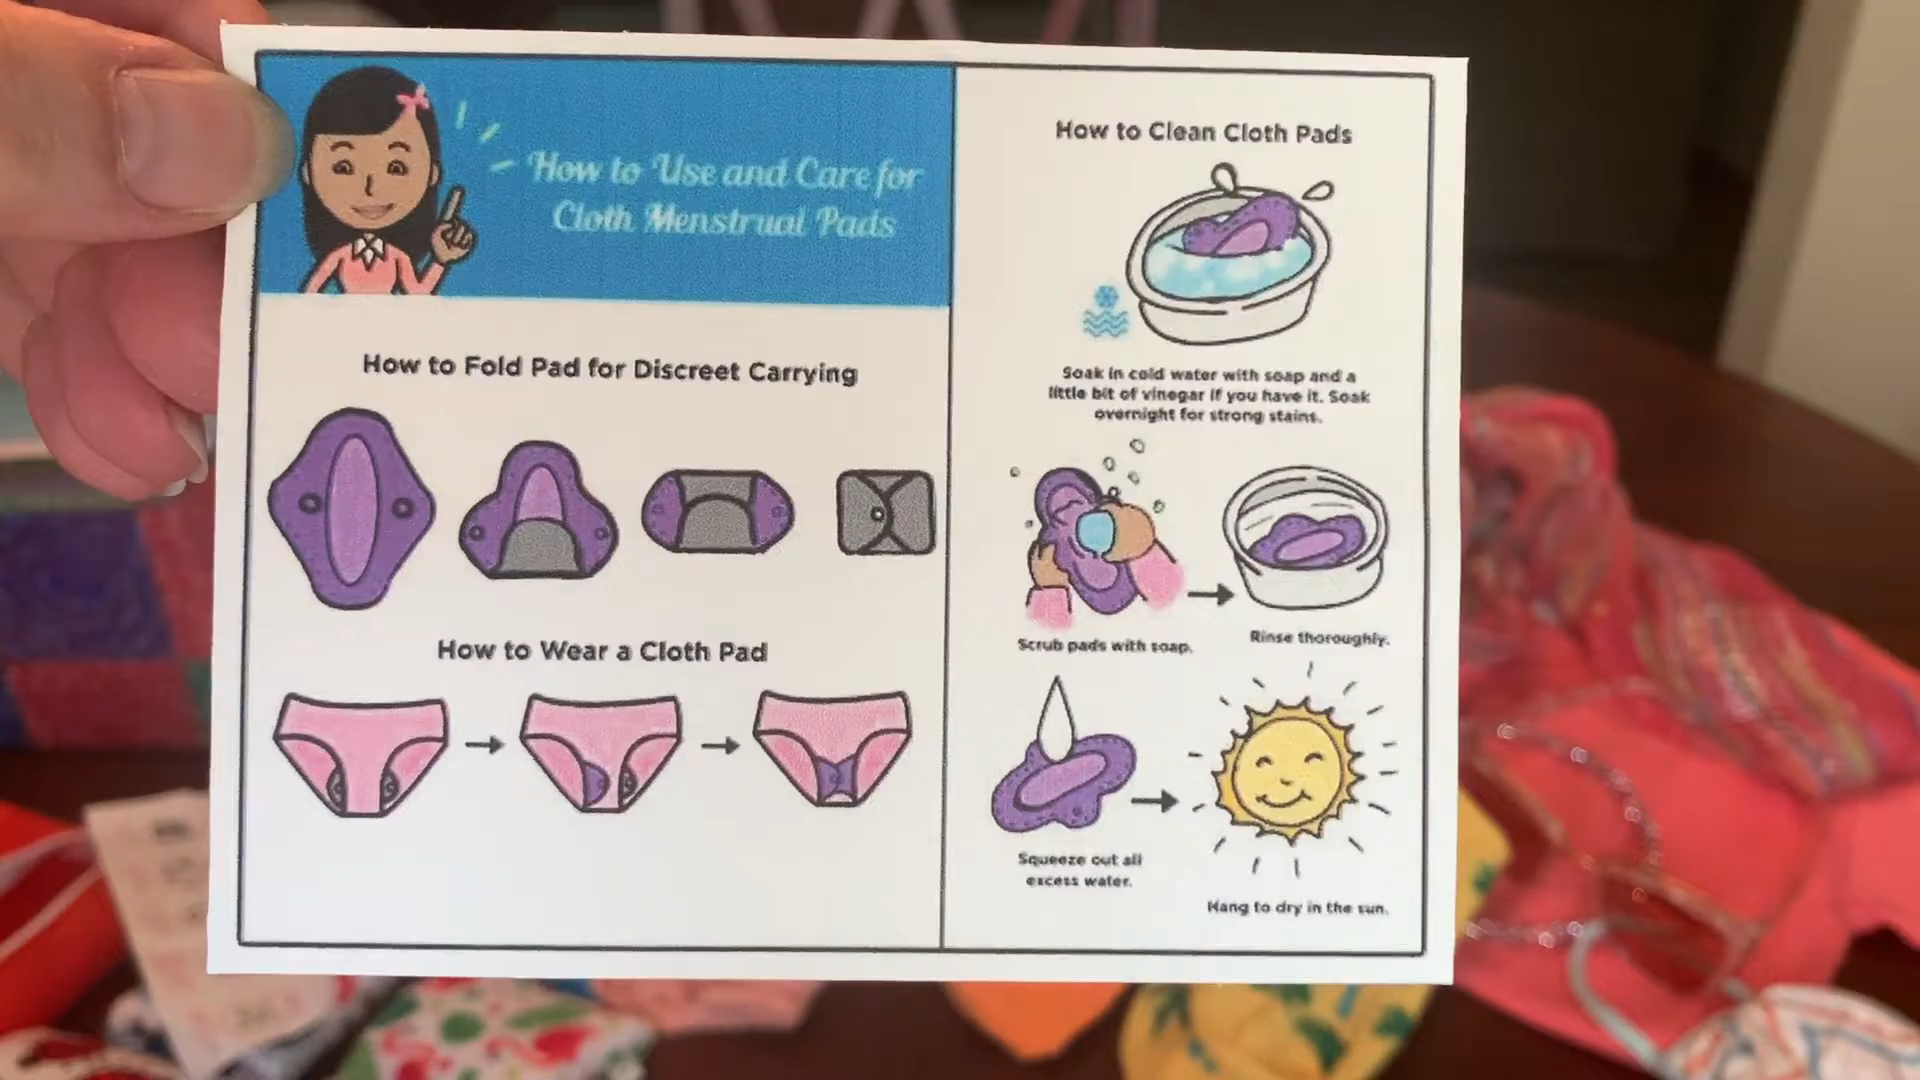 How to Use and Care for
Cloth Menstrual Pads
How to Fold Pad for Discreet Carrying
How to Wear a Cloth Pad
How to Clean Cloth Pads
Soak in cold water with soap and a
little bit of vinegar if you have it. Soak
overnight for strong stains.
Scrub pads with soap.
Rinse thoroughly.
Squeeze out all
excess water.
Hang to dry in the sun.